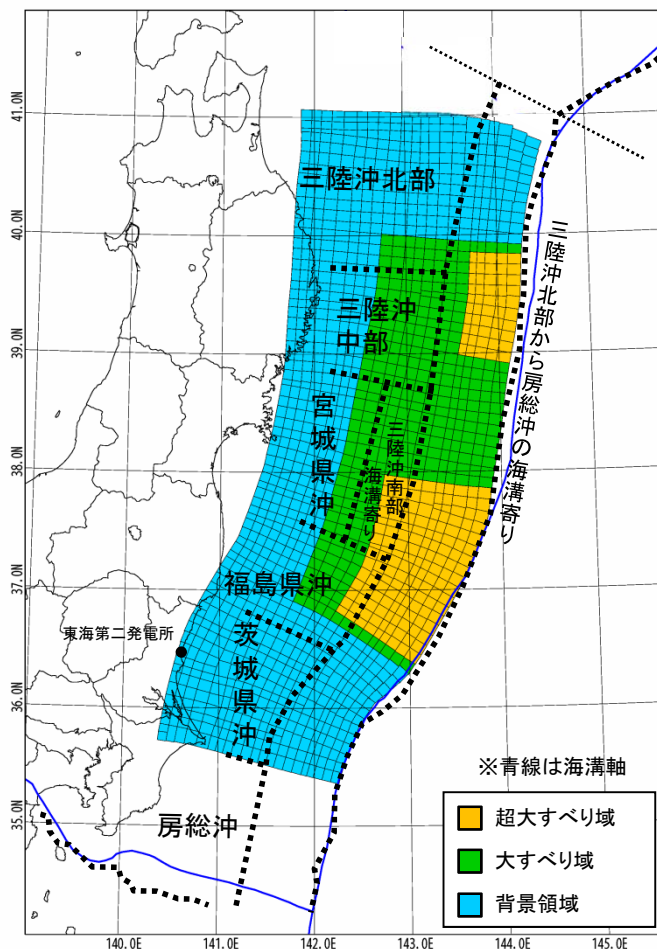 41.0N
三陸沖北部
40.0N
三陸沖北部から房総沖の海溝寄り
三陸沖
中部
39.0N
宮城県沖
三陸沖南部
海溝寄り
38.0N
37.0N
福島県沖
東海第二発電所
茨城県沖
36.0N
※青線は海溝軸
35.0N
房総沖
超大すべり域
大すべり域
背景領域
140.0E
141.0E
142.0E
143.0E
144.0E
145.0E